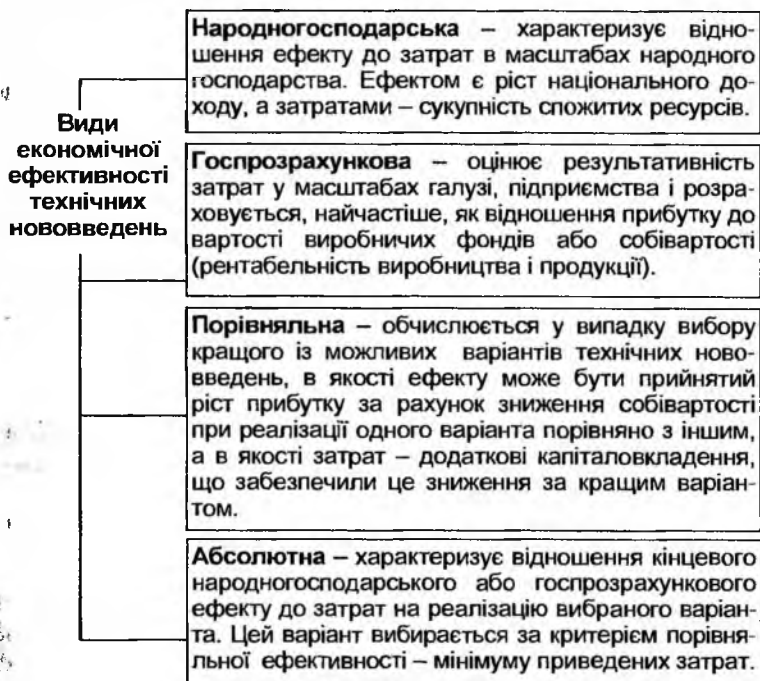 Види
економічної
ефективності
технічних
нововведень
Народногосподарська – характеризує відно-
шення ефекту до затрат в масштабах народного
господарства. Ефектом є ріст національного до-
ходу, а затратами – сукупність спожитих ресурсів.
Госпрозрахункова – оцінює результативність
затрат у масштабах галузі, підприємства і розра-
ховується, найчастіше, як відношення прибутку до
вартості виробничих фондів або собівартості
(рентабельність виробництва і продукції).
Порівняльна – обчислюється у випадку вибору
кращого із можливих варіантів технічних ново-
введень, в якості ефекту може бути прийнятий
ріст прибутку за рахунок зниження собівартості
при реалізації одного варіанта порівняно з іншим,
а в якості затрат – додаткові капіталовкладення,
що забезпечили це зниження за кращим варіан-
том.
Абсолютна – характеризує відношення кінцевого
народногосподарського або госпрозрахункового
ефекту до затрат на реалізацію вибраного варіан-
та. Цей варіант вибирається за критерієм порівня-
льної ефективності – мінімуму приведених затрат.